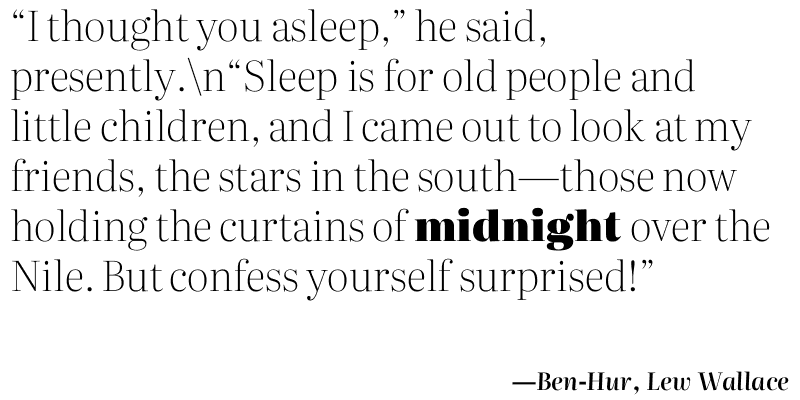 “I thought you asleep,” he said,
presently.\n“Sleep is for old people and
little children, and I came out to look at my
friends, the stars in the south—those now
holding the curtains of midnight over the
Nile. But confess yourself surprised!”
—Ben-Hur, Lew Wallace